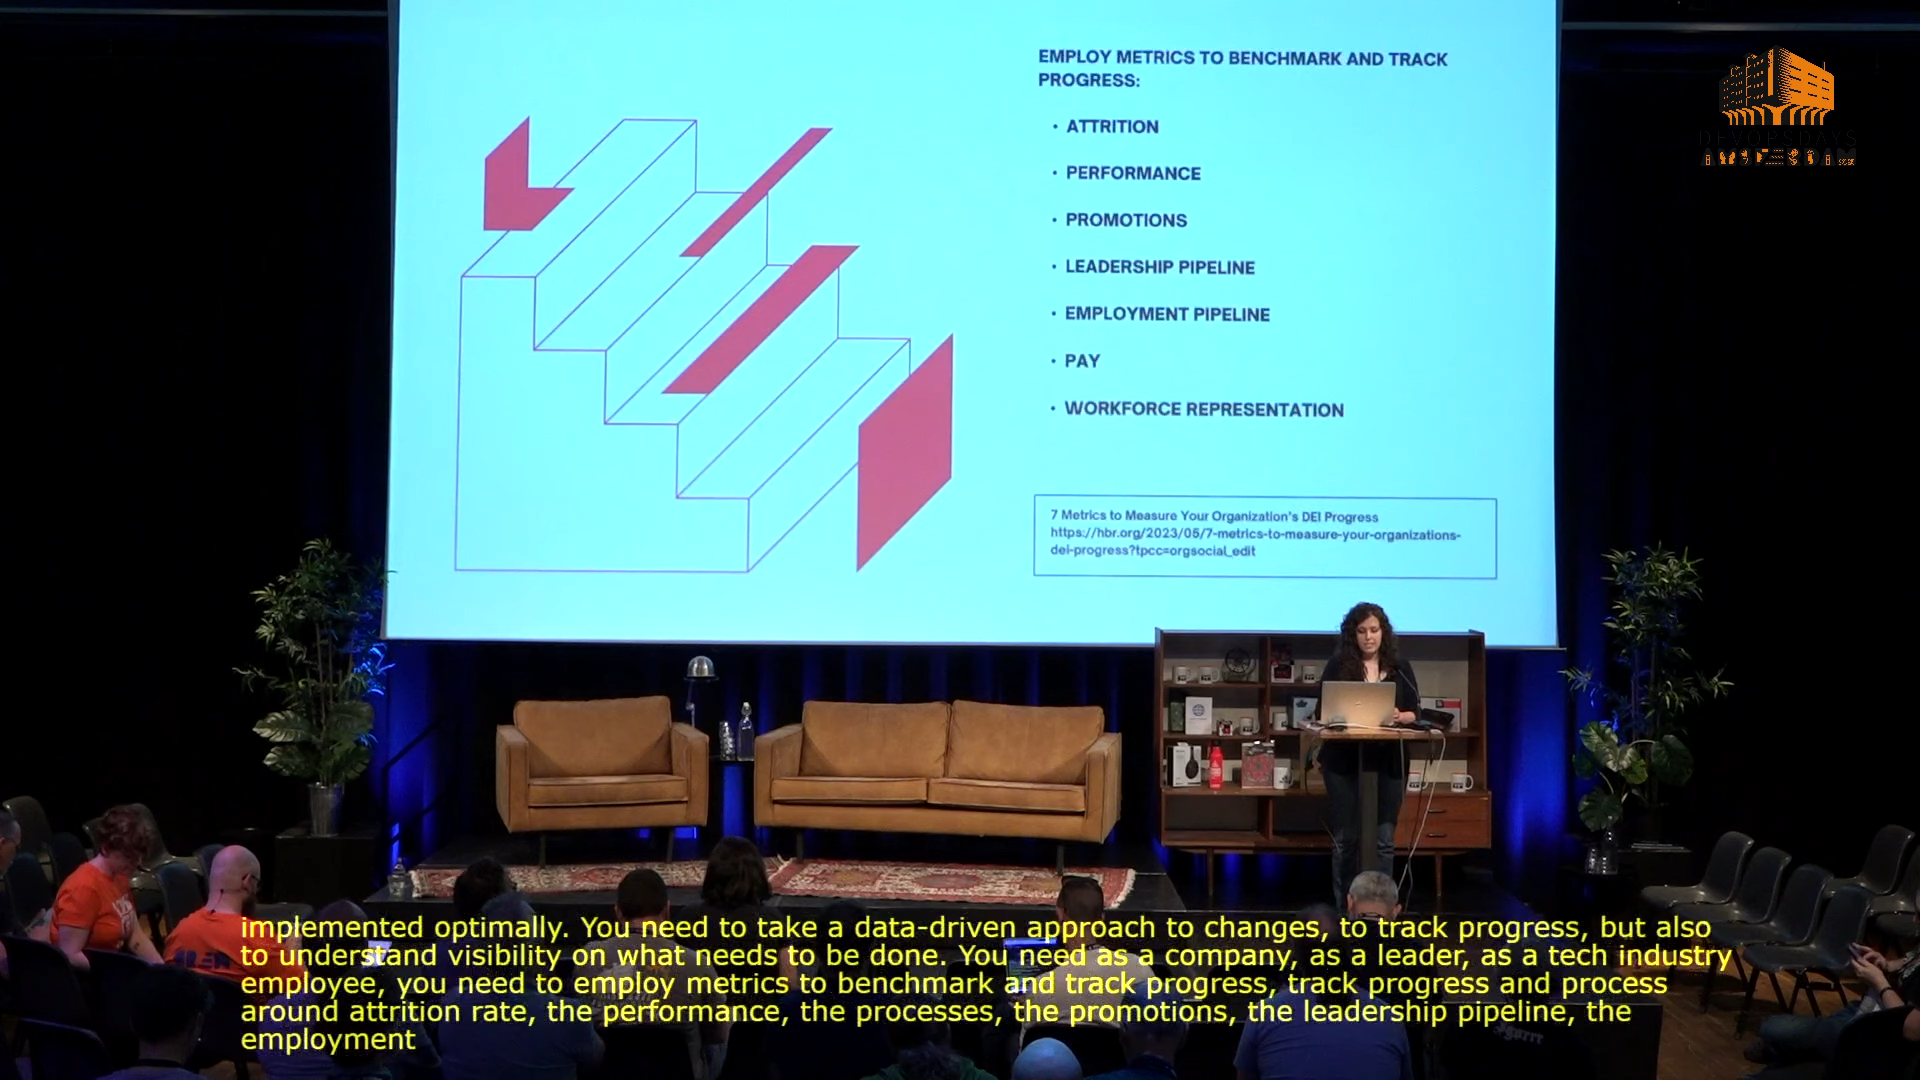 EMPLOY METRICS TO BENCHMARK AND TRACK
PROGRESS:
• ATTRITION
• PERFORMANCE
• PROMOTIONS
• LEADERSHIP PIPELINE
• EMPLOYMENT PIPELINE
• PAY
• WORKFORCE REPRESENTATION
7 Metrics to Measure Your Organization's DEI Progress
https://hbr.org/2023/05/7-metrics-to-measure-your-organizations-
dei-progress?tpcc=orgsocial_edit
DEVOPSDAYS
AMSTERDAM
implemented optimally. You need to take a data-driven approach to changes, to track progress, but also
to understand visibility on what needs to be done. You need as a company, as a leader, as a tech industry
employee, you need to employ metrics to benchmark and track progress, track progress and process
around attrition rate, the performance, the processes, the promotions, the leadership pipeline, the
employment